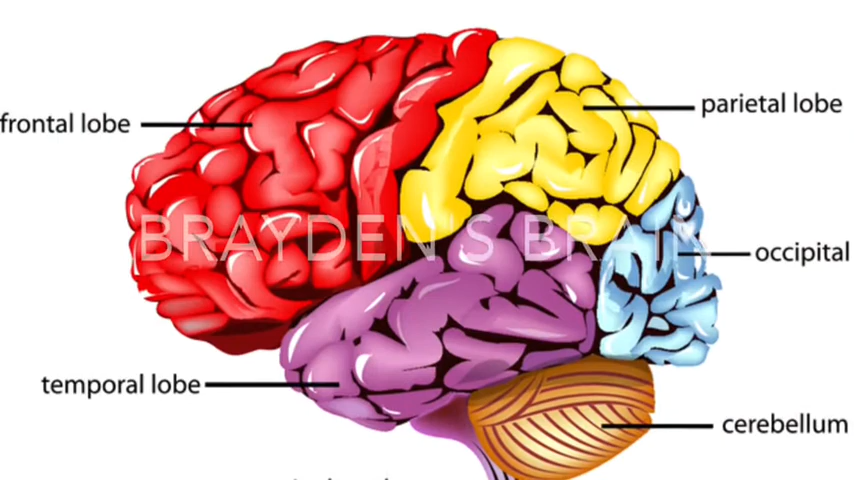 frontal lobe
parietal lobe
BRAYDEN'S BRAIN
occipital
temporal lobe
cerebellum